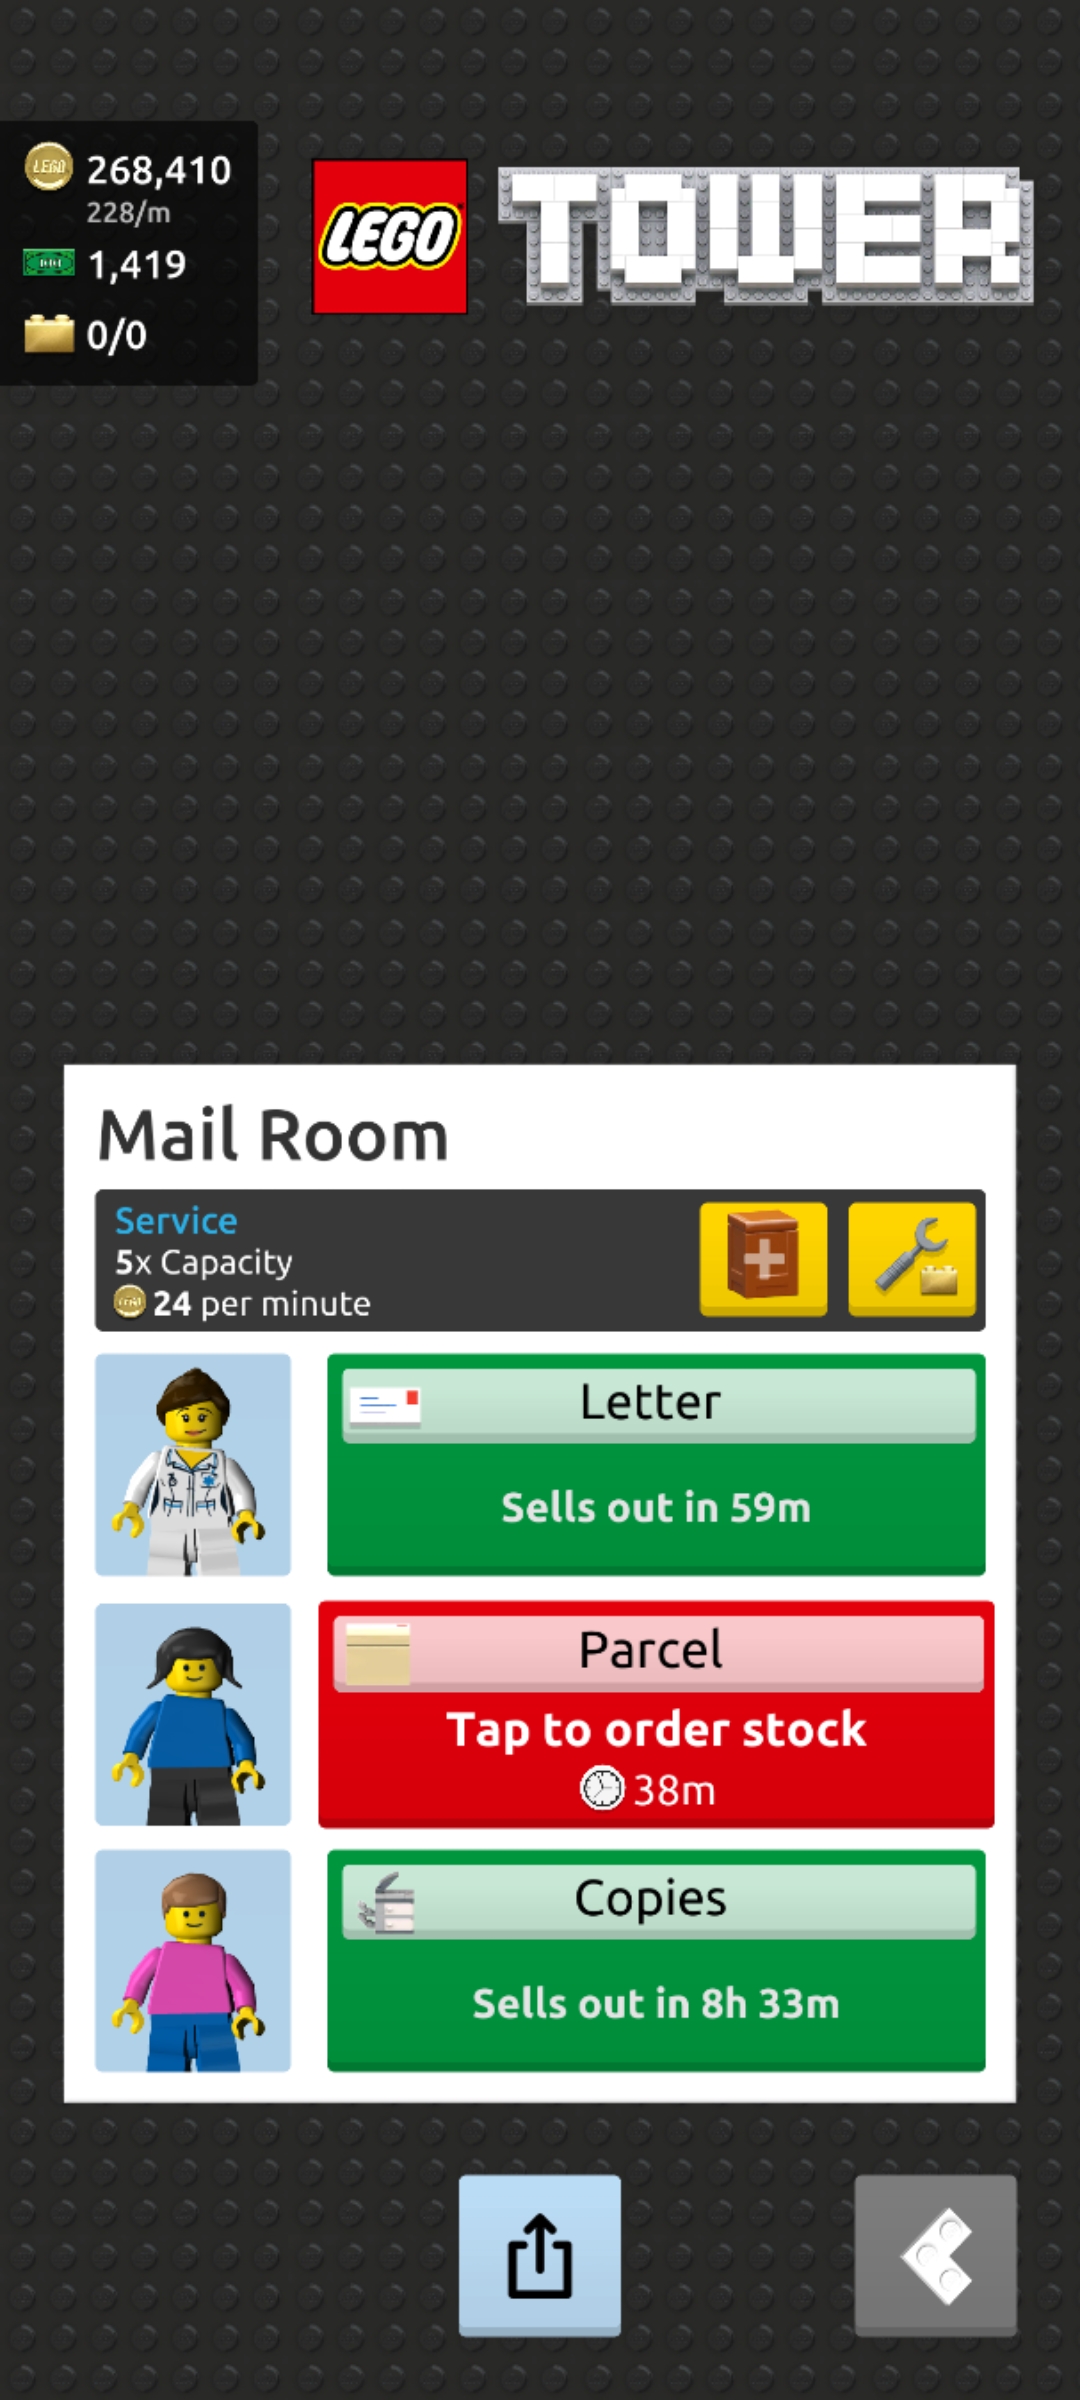 268,410
228/m
1,419
0/0
LEGO
TOWER
Mail Room
Service
5x Capacity
24 per minute
Letter
Sells out in 59m
Parcel
Tap to order stock
38m
Copies
Sells out in 8h 33m